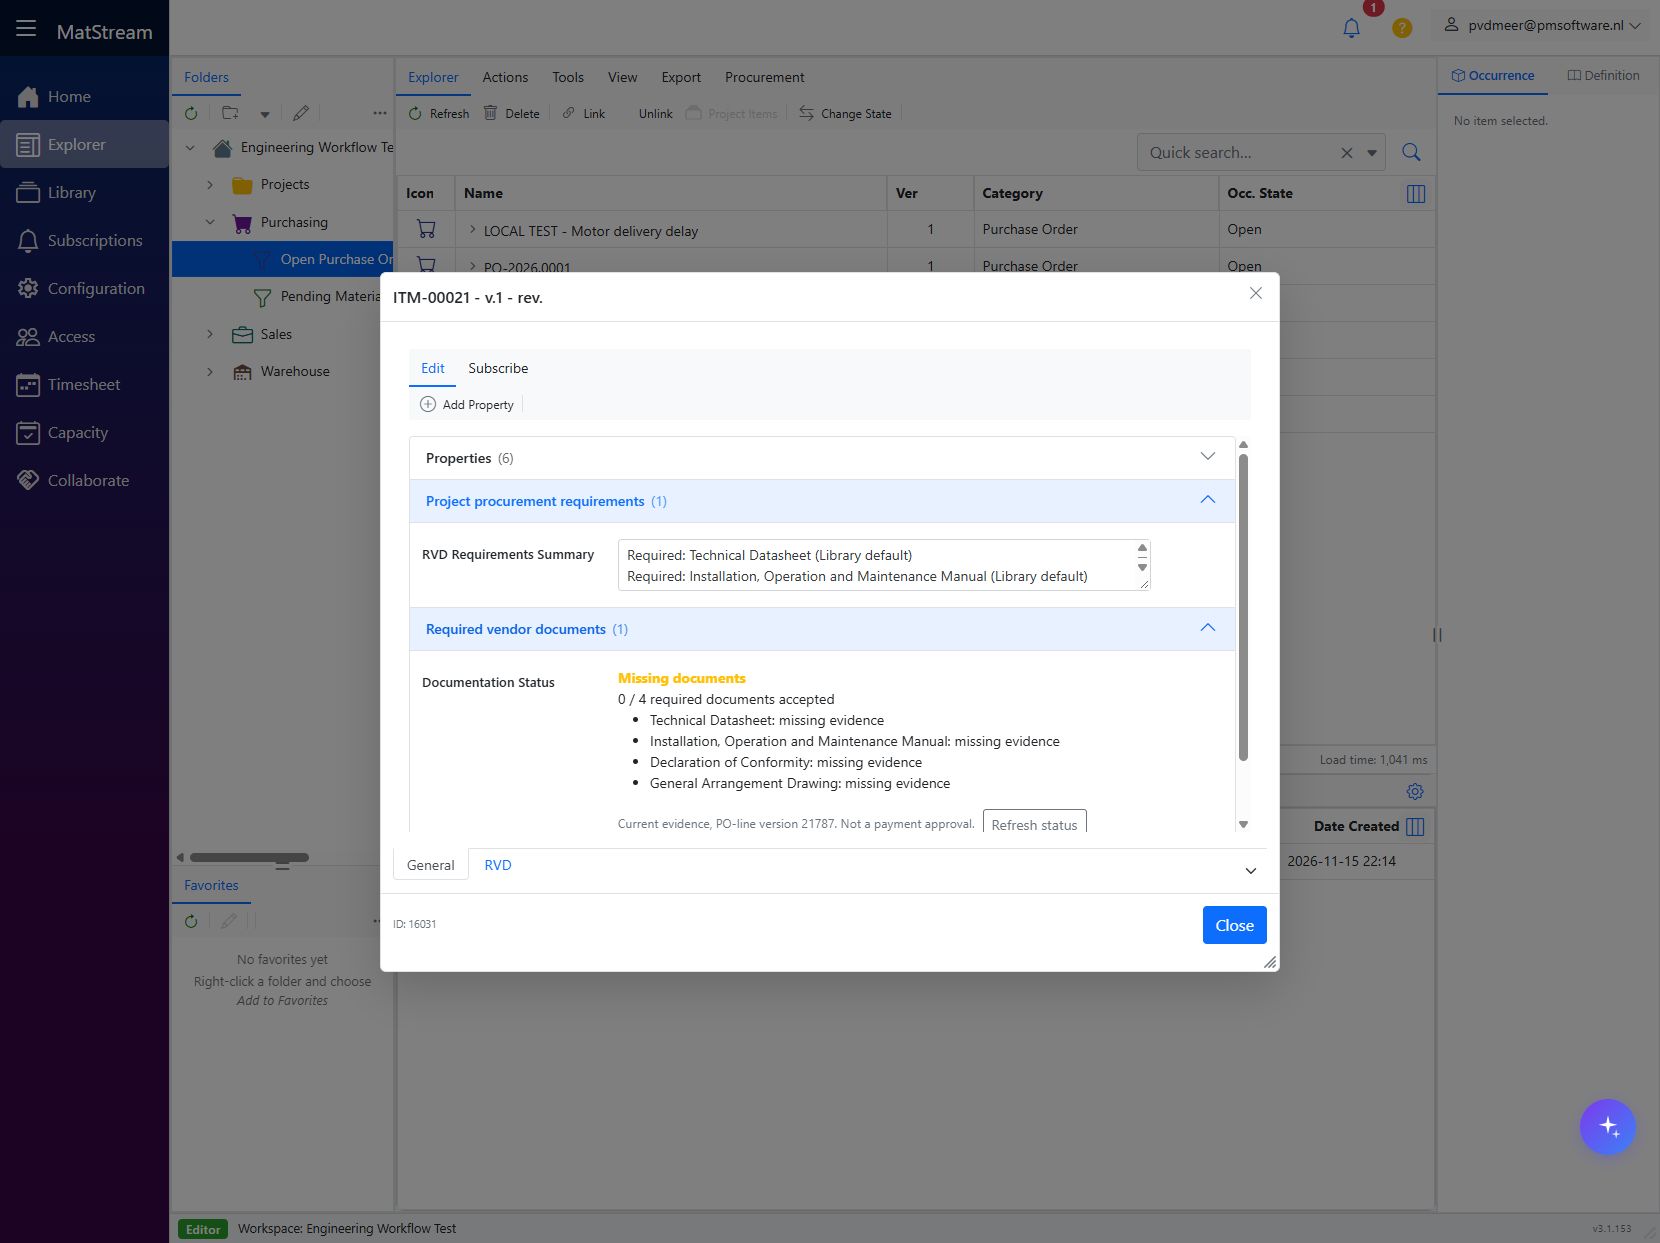 MatStream
1
?
pvdmeer@pmsoftware.nl
Home
Explorer
Library
Subscriptions
Configuration
Access
Timesheet
Capacity
Collaborate
Folders
Engineering Workflow Te
Projects
Purchasing
Open Purchase Or
Pending Materia
Sales
Warehouse
Favorites
No favorites yet
Right-click a folder and choose
Add to Favorites
Explorer Actions Tools View Export Procurement
Refresh Delete Link Unlink Project Items Change State
Quick search...
Icon Name Ver Category Occ. State
LOCAL TEST - Motor delivery delay 1 Purchase Order Open
PO-2026.0001 1 Purchase Order Open
Load time: 1,041 ms
Date Created
2026-11-15 22:14
Occurrence Definition
No item selected.
ITM-00021 - v.1 - rev.
Edit Subscribe
Add Property
Properties (6)
Project procurement requirements (1)
RVD Requirements Summary
Required: Technical Datasheet (Library default)
Required: Installation, Operation and Maintenance Manual (Library default)
Required vendor documents (1)
Documentation Status
Missing documents
0 / 4 required documents accepted
Technical Datasheet: missing evidence
Installation, Operation and Maintenance Manual: missing evidence
Declaration of Conformity: missing evidence
General Arrangement Drawing: missing evidence
Current evidence, PO-line version 21787. Not a payment approval. Refresh status
General RVD
ID: 16031
Close
Editor Workspace: Engineering Workflow Test
v3.1.153